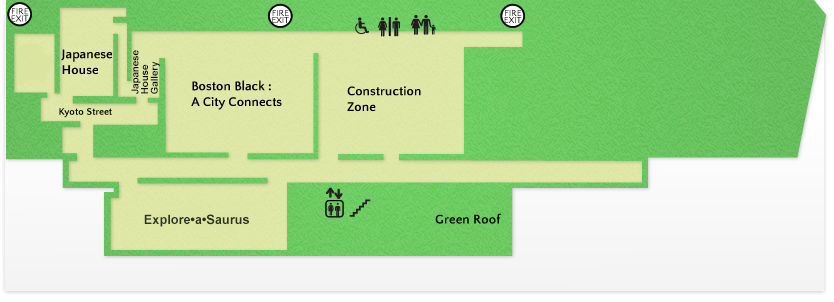 FIRE
EXIT
FIRE
EXIT
FIRE
EXIT
Japanese
House
Japanese
House
Gallery
Boston Black :
A City Connects
Construction
Zone
Kyoto Street
Explore•a•Saurus
Green Roof